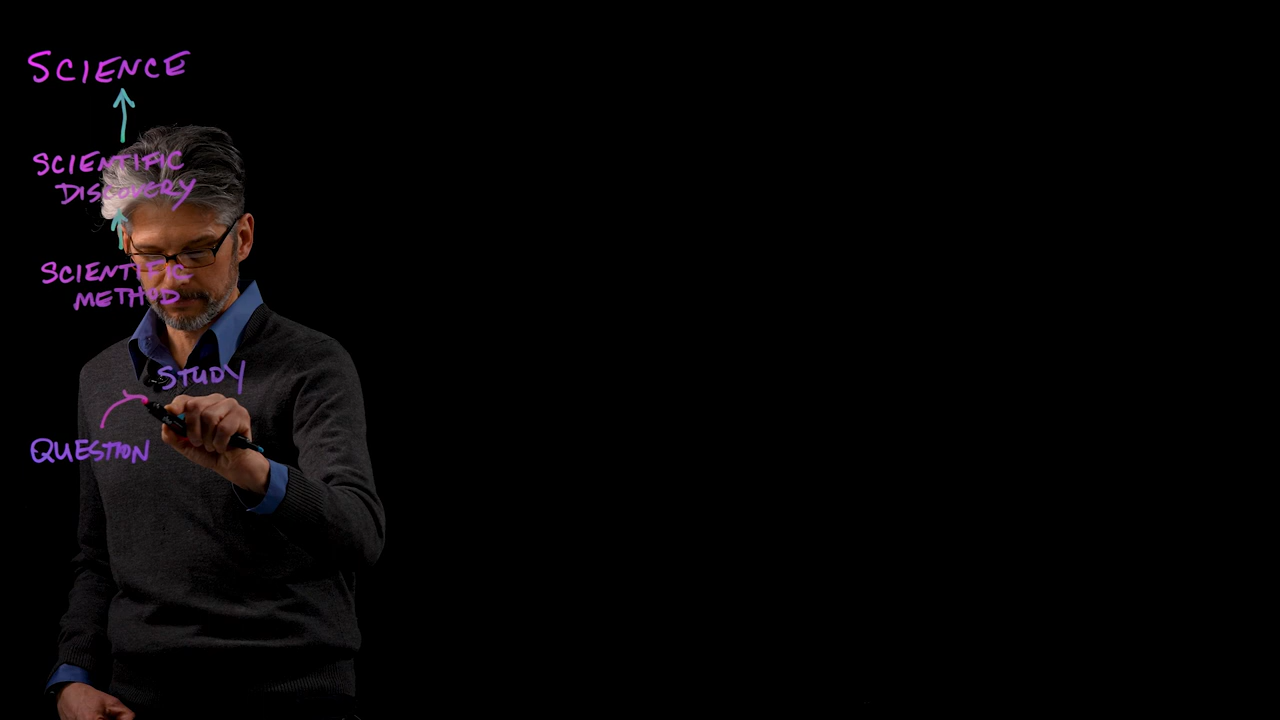 SCIENCE
SCIENTIFIC
DISCOVERY
SCIENTIFIC
METHOD
STUDY
QUESTION